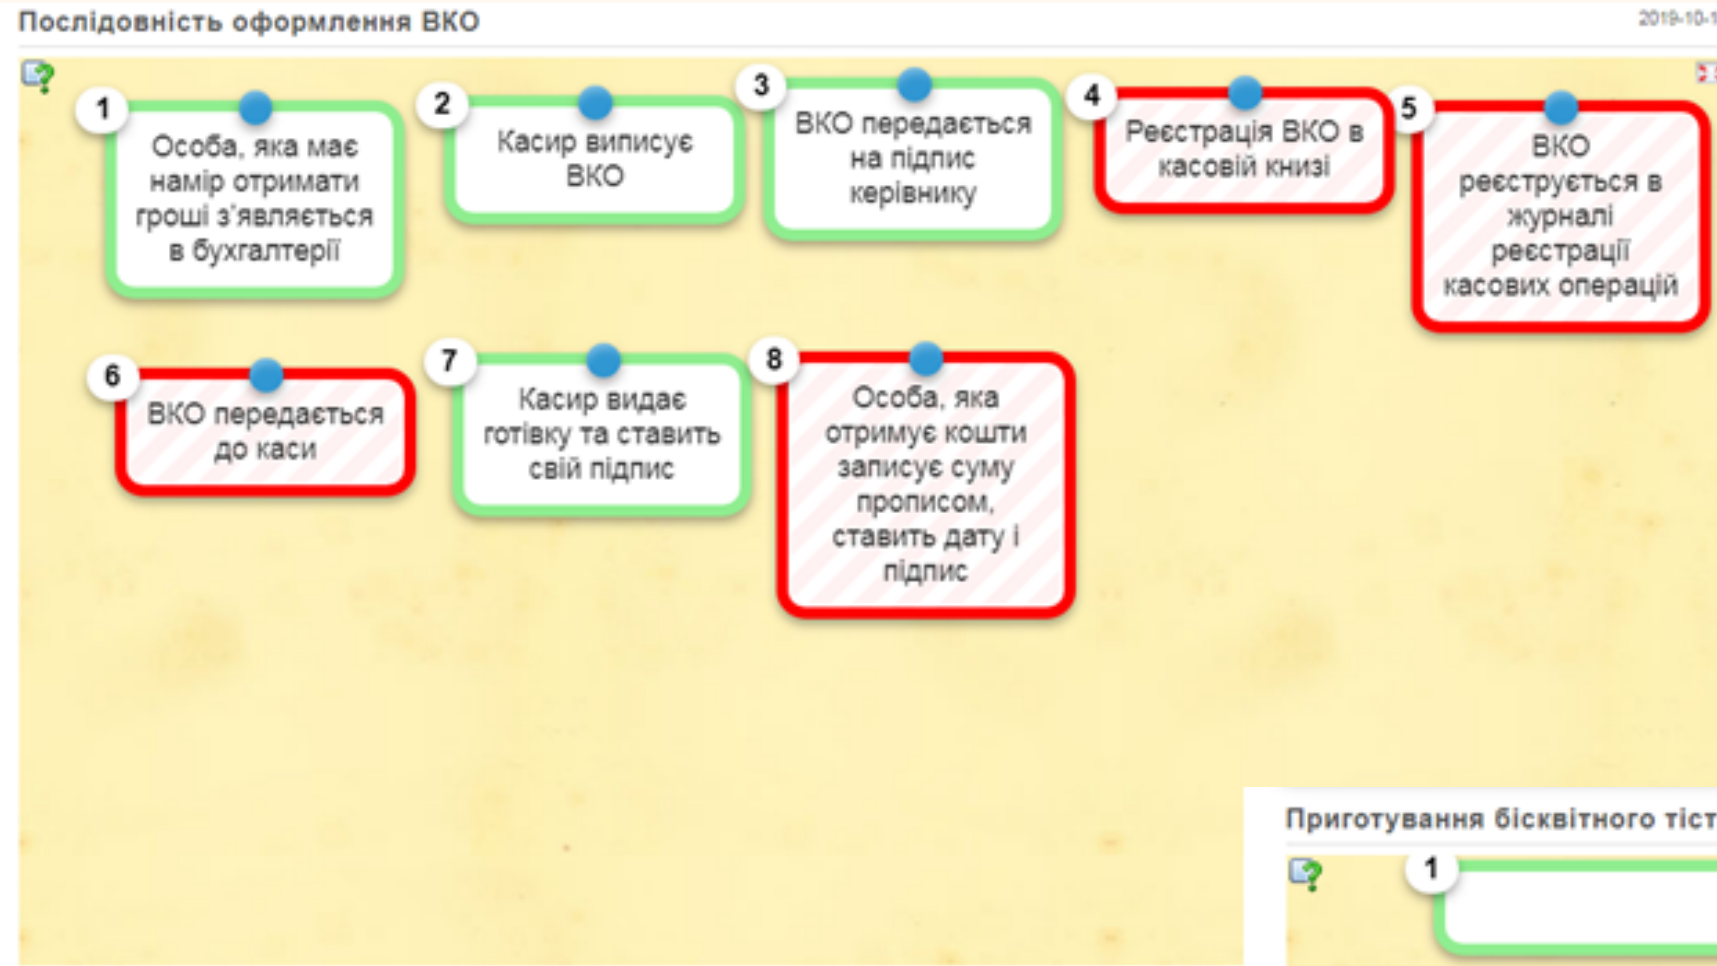 Послідовність оформлення ВКО
2019-10-1
1
Особа, яка має
намір отримати
гроші з'являється
в бухгалтерії
2
Касир виписує
ВКО
3
ВКО передається
на підпис
керівнику
4
Реєстрація ВКО в
касовій книзі
5
ВКО
реєструється в
журналі
реєстрації
касових операцій
6
ВКО передається
до каси
7
Касир видає
готівку та ставить
свій підпис
8
Особа, яка
отримує кошти
записує суму
прописом,
ставить дату і
підпис
Приготування бісквітного тіст
1